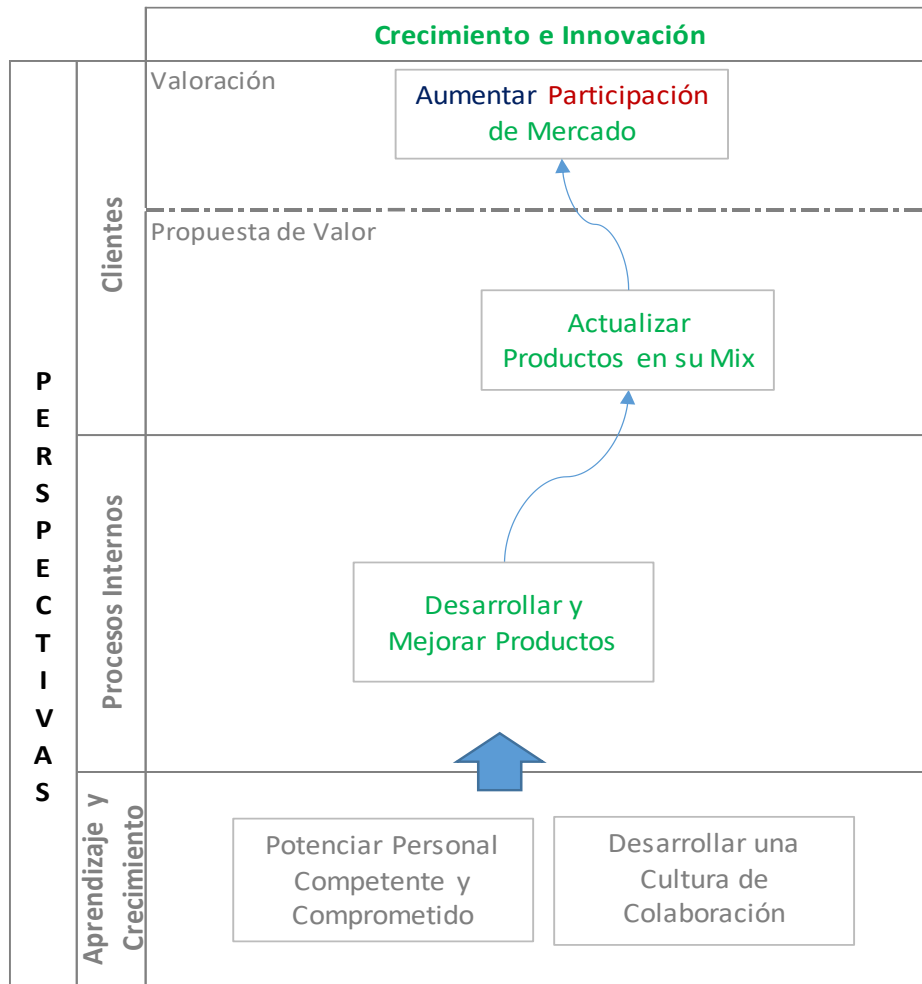 Crecimiento e Innovación
PERSPECTIVAS
Clientes
Valoración
Aumentar Participación
de Mercado
Propuesta de Valor
Actualizar
Productos en su Mix
Procesos Internos
Desarrollar y
Mejorar Productos
Aprendizaje y
Crecimiento
Potenciar Personal
Competente y
Comprometido
Desarrollar una
Cultura de
Colaboración